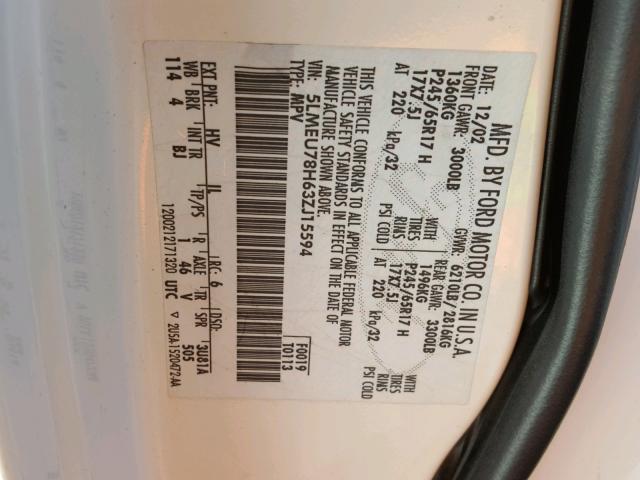 MFD. BY FORD MOTOR CO. IN U.S.A.
DATE: 12/02 GVWR: 6210LB/ 2816KG
FRONT GAWR: 3000LB REAR GAWR: 3300LB
1360KG WITH 1496KG WITH
P245/65R17 H TIRES P245/65R17 H TIRES
17X7.5J RIMS 17X7.5J RIMS
AT 220 kPa/32 PSI COLD AT 220 kPa/32 PSI COLD
THIS VEHICLE CONFORMS TO ALL APPLICABLE FEDERAL MOTOR
VEHICLE SAFETY STANDARDS IN EFFECT ON THE DATE OF
MANUFACTURE SHOWN ABOVE.
VIN: 5LMEU78H63ZJ15594 F0019
TYPE: MPV T0113
EXT PNT: HV RC: 6 DSO:
WB BRK INT TR TP/PS R AXLE TR SPR 3U81A
114 4 BJ 1 46 V 505
1200212171320 UTC 2U5A-1520472-AA